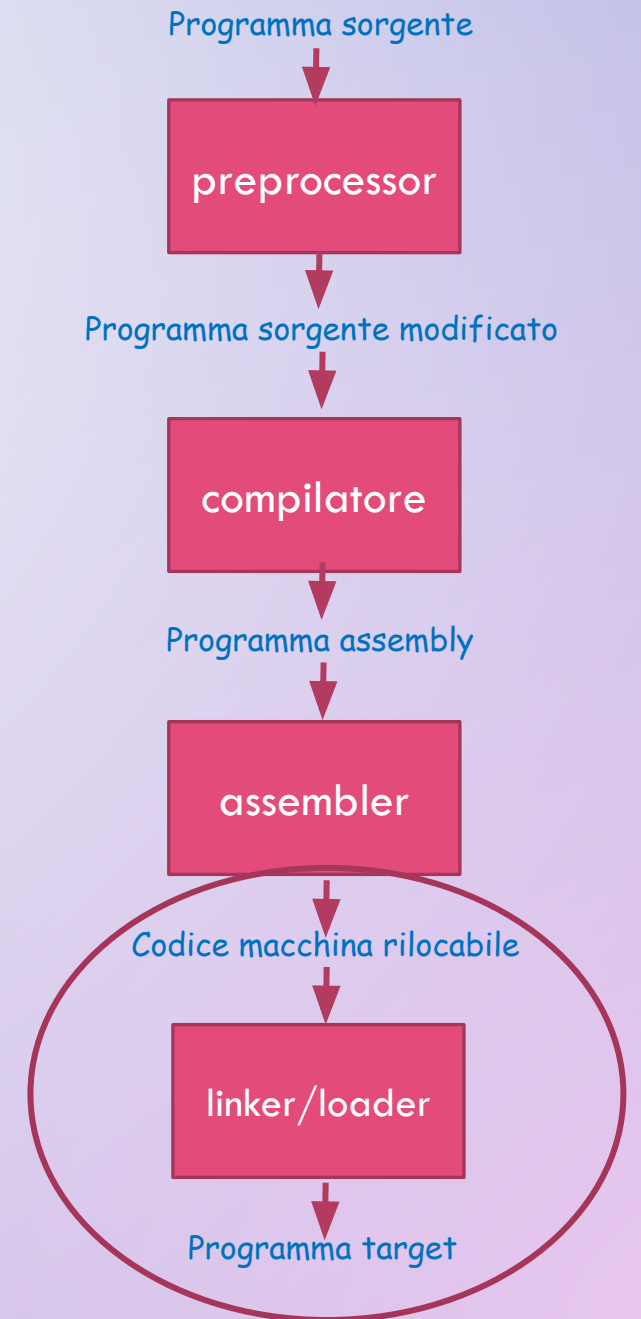 Programma sorgente
preprocessor
Programma sorgente modificato
compilatore
Programma assembly
assembler
Codice macchina rilocabile
linker/loader
Programma target